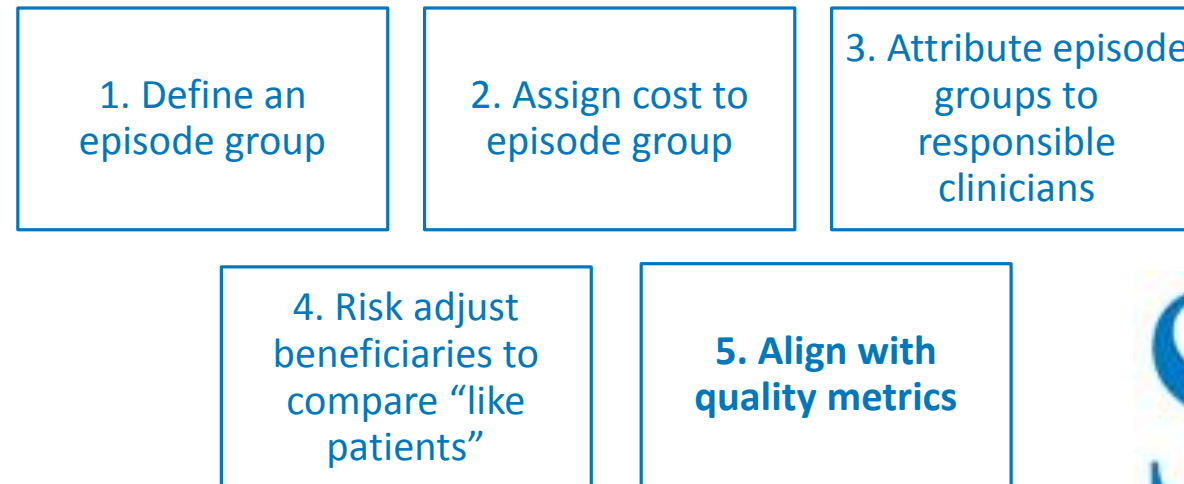 1. Define an
episode group
2. Assign cost to
episode group
3. Attribute episode
groups to
responsible
clinicians
4. Risk adjust
beneficiaries to
compare “like
patients”
5. Align with
quality metrics